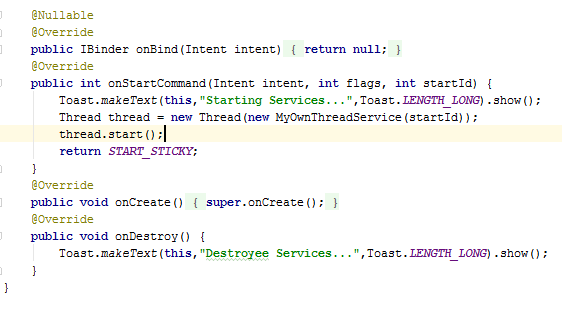 @Nullable
@Override
public IBinder onBind(Intent intent) { return null; }
@Override
public int onStartCommand(Intent intent, int flags, int startId) {
Toast.makeText(this,"Starting Services...",Toast.LENGTH_LONG).show();
Thread thread = new Thread(new MyOwnThreadService(startId));
thread.start();
return START_STICKY;
}
@Override
public void onCreate() { super.onCreate(); }
@Override
public void onDestroy() {
Toast.makeText(this,"Destroyee Services...",Toast.LENGTH_LONG).show();
}
}